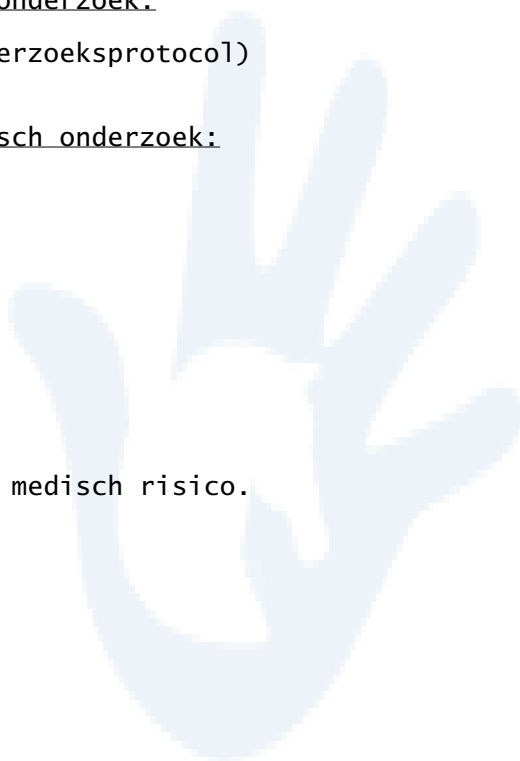 onderzoek:
erzoeksprotocol)
sch onderzoek:
medisch risico.